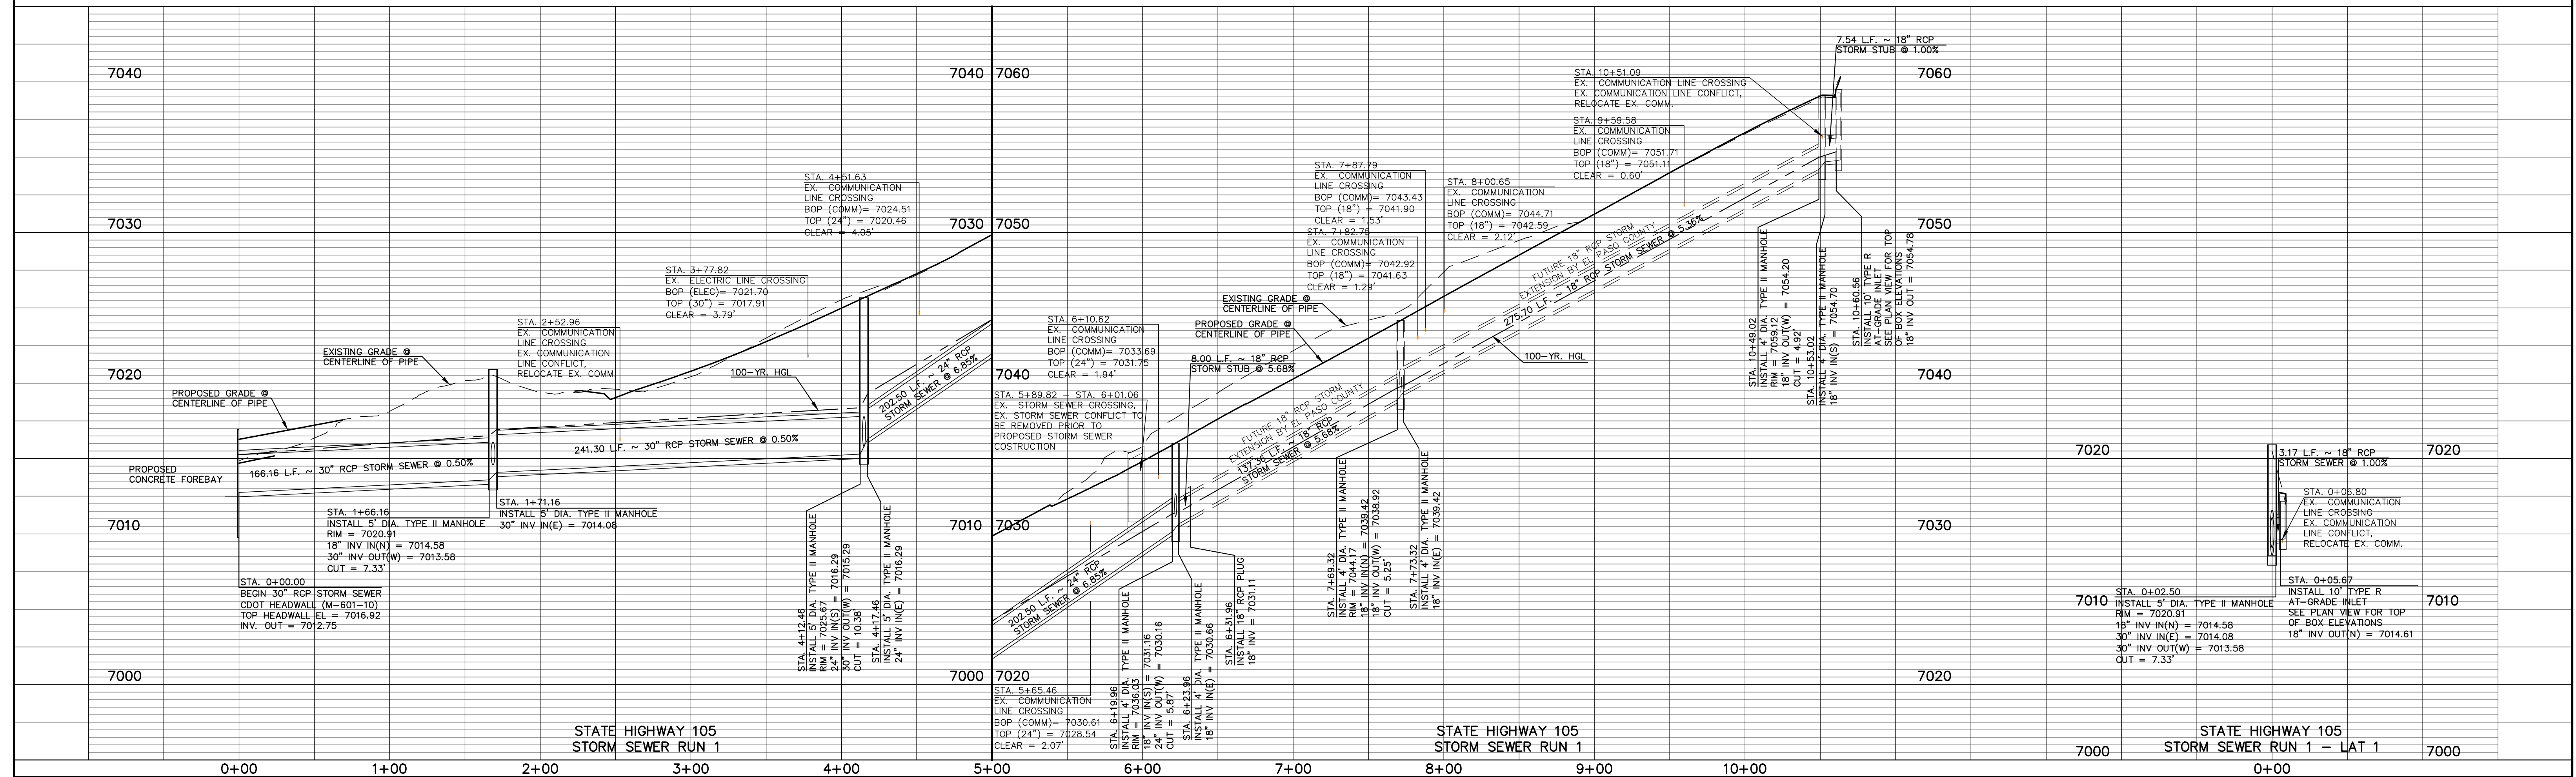 7040
7030
7020
7010
7000
PROPOSED GRADE @
CENTERLINE OF PIPE
EXISTING GRADE @
CENTERLINE OF PIPE
PROPOSED
CONCRETE FOREBAY
166.16 L.F. ~ 30" RCP STORM SEWER @ 0.50%
STA. 0+00.00
BEGIN 30" RCP STORM SEWER
CDOT HEADWALL (M-601-10)
TOP HEADWALL EL = 7016.92
INV. OUT = 7012.75
STA. 1+66.16
INSTALL 5' DIA. TYPE II MANHOLE
RIM = 7020.91
18" INV IN(N) = 7014.58
30" INV OUT(W) = 7013.58
CUT = 7.33'
STA. 1+71.16
INSTALL 5' DIA. TYPE II MANHOLE
30" INV IN(E) = 7014.08
STA. 2+52.96
EX. COMMUNICATION
LINE CROSSING
EX. COMMUNICATION
LINE CONFLICT,
RELOCATE EX. COMM.
241.30 L.F. ~ 30" RCP STORM SEWER @ 0.50%
STA. 3+77.82
EX. ELECTRIC LINE CROSSING
BOP (ELEC)= 7021.70
TOP (30") = 7017.91
CLEAR = 3.79'
100-YR. HGL
STA. 4+51.63
EX. COMMUNICATION
LINE CROSSING
BOP (COMM)= 7024.51
TOP (24") = 7020.46
CLEAR = 4.05'
202.50 L.F. ~ 24" RCP
STORM SEWER @ 6.85%
STA. 4+12.46
INSTALL 5' DIA. TYPE II MANHOLE
RIM = 7025.67
24" INV IN(S) = 7016.29
30" INV OUT(W) = 7015.29
CUT = 10.38'
STA. 4+17.46
INSTALL 5' DIA. TYPE II MANHOLE
24" INV IN(E) = 7016.29
7040
7030
7010
7000
STATE HIGHWAY 105
STORM SEWER RUN 1
0+00
1+00
2+00
3+00
4+00
5+00
7060
7050
7040
7030
7020
STA. 5+89.82 - STA. 6+01.06
EX. STORM SEWER CROSSING,
EX. STORM SEWER CONFLICT TO
BE REMOVED PRIOR TO
PROPOSED STORM SEWER
COSTRUCTION
STA. 6+10.62
EX. COMMUNICATION
LINE CROSSING
BOP (COMM)= 7033.69
TOP (24") = 7031.75
CLEAR = 1.94'
202.50 L.F. ~ 24" RCP
STORM SEWER @ 6.85%
STA. 5+65.46
EX. COMMUNICATION
LINE CROSSING
BOP (COMM)= 7030.61
TOP (24") = 7028.54
CLEAR = 2.07'
STA. 6+19.96
INSTALL 4' DIA. TYPE II MANHOLE
RIM = 7036.03
18" INV IN(S) = 7031.16
24" INV OUT(W) = 7030.16
CUT = 5.87'
STA. 6+23.96
INSTALL 4' DIA. TYPE II MANHOLE
18" INV IN(E) = 7030.66
STA. 6+31.96
INSTALL 18" RCP PLUG
18" INV = 7031.11
8.00 L.F. ~ 18" RCP
STORM STUB @ 5.68%
EXISTING GRADE @
CENTERLINE OF PIPE
PROPOSED GRADE @
CENTERLINE OF PIPE
FUTURE 18" RCP STORM
EXTENSION BY EL PASO COUNTY
137.36 L.F. ~ 18" RCP
STORM SEWER @ 5.68%
STA. 7+87.79
EX. COMMUNICATION
LINE CROSSING
BOP (COMM)= 7043.43
TOP (18") = 7041.90
CLEAR = 1.53'
STA. 7+82.75
EX. COMMUNICATION
LINE CROSSING
BOP (COMM)= 7042.92
TOP (18") = 7041.63
CLEAR = 1.29'
STA. 7+69.32
INSTALL 4' DIA. TYPE II MANHOLE
RIM = 7044.17
18" INV IN(N) = 7039.42
18" INV OUT(W) = 7038.92
CUT = 5.25'
STA. 7+73.32
INSTALL 4' DIA. TYPE II MANHOLE
18" INV IN(E) = 7039.42
STA. 8+00.65
EX. COMMUNICATION
LINE CROSSING
BOP (COMM)= 7044.71
TOP (18") = 7042.59
CLEAR = 2.12'
FUTURE 18" RCP STORM
EXTENSION BY EL PASO COUNTY
275.70 L.F. ~ 18" RCP STORM SEWER @ 5.36%
100-YR. HGL
STA. 10+51.09
EX. COMMUNICATION LINE CROSSING
EX. COMMUNICATION LINE CONFLICT,
RELOCATE EX. COMM.
STA. 9+59.58
EX. COMMUNICATION
LINE CROSSING
BOP (COMM)= 7051.71
TOP (18") = 7051.11
CLEAR = 0.60'
7.54 L.F. ~ 18" RCP
STORM STUB @ 1.00%
STA. 10+49.02
INSTALL 4' DIA. TYPE II MANHOLE
RIM = 7059.12
18" INV OUT(W) = 7054.20
CUT = 4.92'
STA. 10+53.02
INSTALL 4' DIA. TYPE II MANHOLE
18" INV IN(S) = 7054.70
STA. 10+60.56
INSTALL 10' TYPE R
AT-GRADE INLET
SEE PLAN VIEW FOR TOP
OF BOX ELEVATIONS
18" INV OUT = 7054.78
7060
7050
7040
7030
7020
STATE HIGHWAY 105
STORM SEWER RUN 1
6+00
7+00
8+00
9+00
10+00
7020
7010
7000
3.17 L.F. ~ 18" RCP
STORM SEWER @ 1.00%
STA. 0+06.80
EX. COMMUNICATION
LINE CROSSING
EX. COMMUNICATION
LINE CONFLICT,
RELOCATE EX. COMM.
STA. 0+02.50
INSTALL 5' DIA. TYPE II MANHOLE
RIM = 7020.91
18" INV IN(N) = 7014.58
30" INV IN(E) = 7014.08
30" INV OUT(W) = 7013.58
CUT = 7.33'
STA. 0+05.67
INSTALL 10' TYPE R
AT-GRADE INLET
SEE PLAN VIEW FOR TOP
OF BOX ELEVATIONS
18" INV OUT(N) = 7014.61
7020
7010
7000
STATE HIGHWAY 105
STORM SEWER RUN 1 - LAT 1
0+00